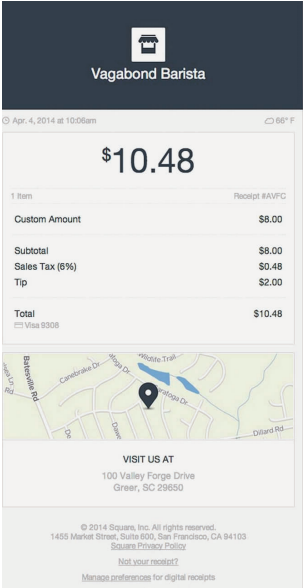 Vagabond Barista
Apr. 4, 2014 at 10:06am 66° F
$10.48
1 Item Receipt #AVFC
Custom Amount $8.00
Subtotal $8.00
Sales Tax (6%) $0.48
Tip $2.00
Total $10.48
Visa 9308
Batesville Rd
Canebrake Dr
Wildlife Trail
Saratoga Dr
Dillard Rd
VISIT US AT
100 Valley Forge Drive
Greer, SC 29650
© 2014 Square, Inc. All rights reserved.
1455 Market Street, Suite 600, San Francisco, CA 94103
Square Privacy Policy
Not your receipt?
Manage preferences for digital receipts